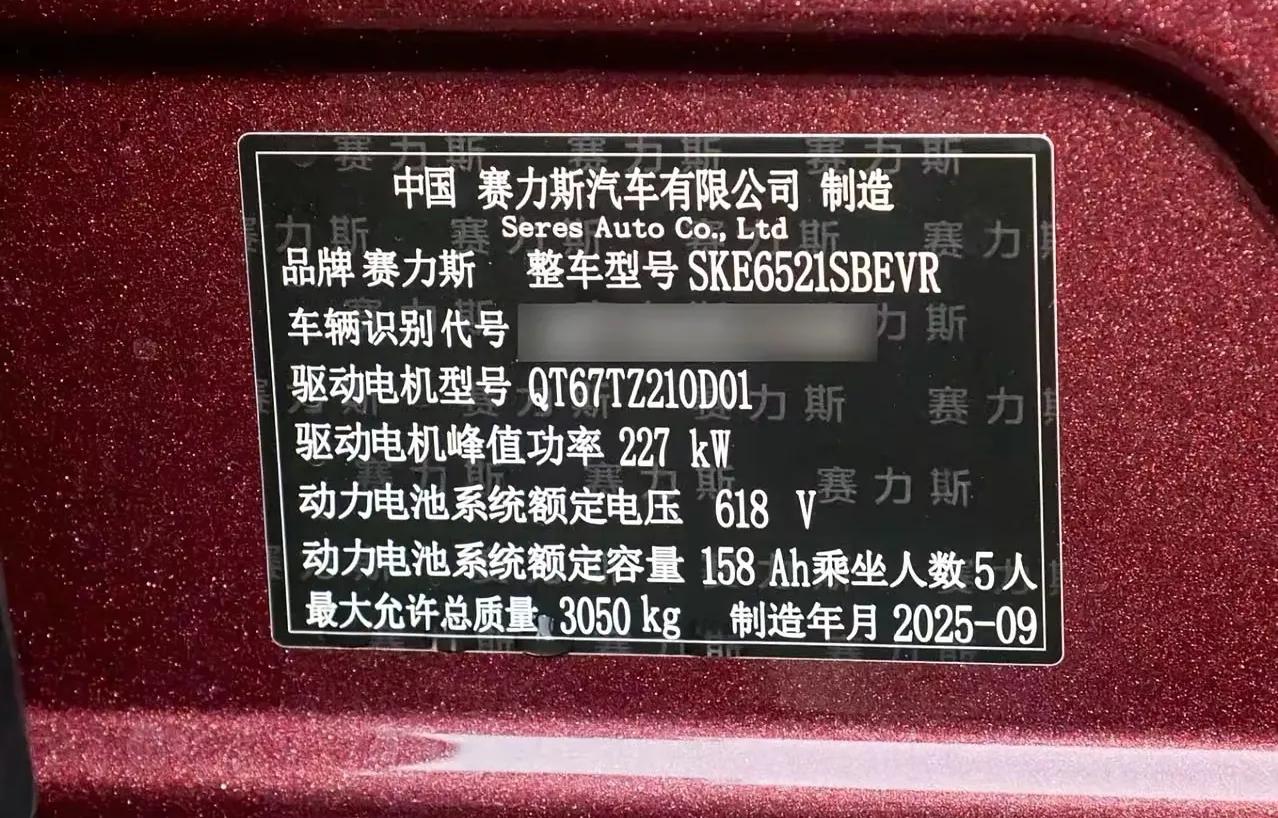 中国 赛力斯汽车有限公司 制造
Seres Auto Co., Ltd
品牌 赛力斯 整车型号 SKE6521SBEVR
车辆识别代号
驱动电机型号 QT67TZ210D01
驱动电机峰值功率 227 kW
动力电池系统额定电压 618 V
动力电池系统额定容量 158 Ah乘坐人数 5人
最大允许总质量 3050 kg 制造年月 2025-09